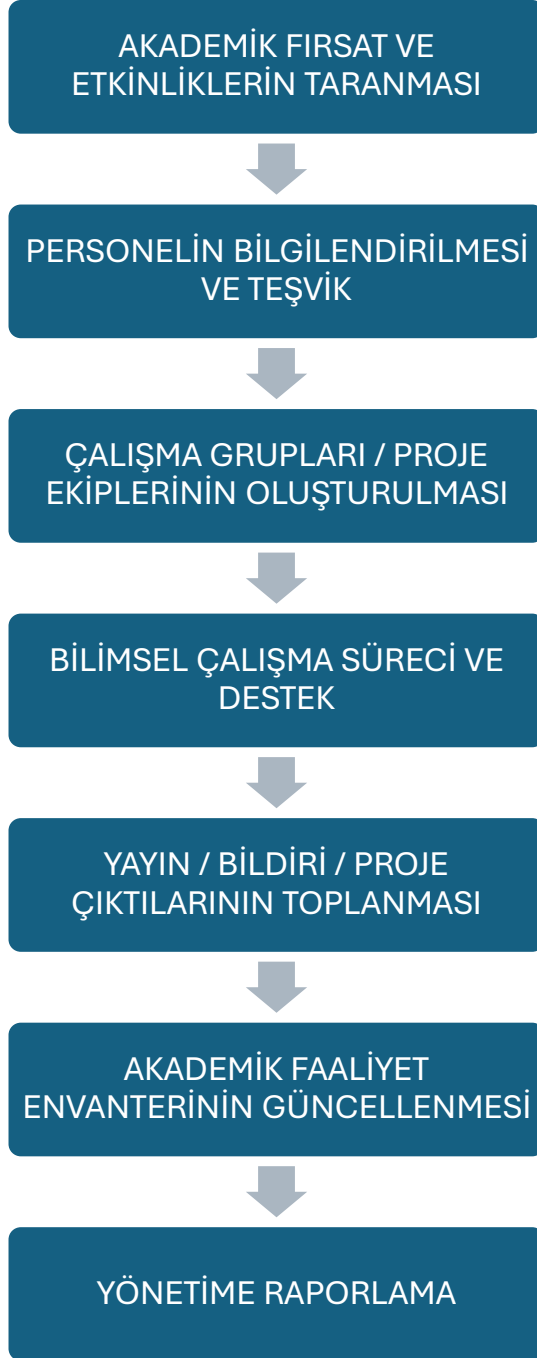 AKADEMİK FIRSAT VE
ETKİNLİKLERİN TARANMASI
PERSONELİN BİLGİLENDİRİLMESİ
VE TEŞVİK
ÇALIŞMA GRUPLARI / PROJE
EKİPLERİNİN OLUŞTURULMASI
BİLİMSEL ÇALIŞMA SÜRECİ VE
DESTEK
YAYIN / BİLDİRİ / PROJE
ÇIKTILARININ TOPLANMASI
AKADEMİK FAALİYET
ENVANTERİNİN GÜNCELLENMESİ
YÖNETİME RAPORLAMA